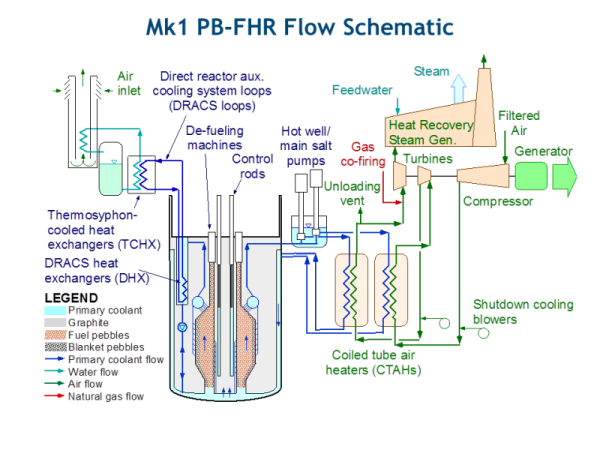 Mk1 PB-FHR Flow Schematic
Air
inlet
Direct reactor aux.
cooling system loops
(DRACS loops)
De-fueling
machines
Control
rods
Hot well/
main salt
pumps
Steam
Feedwater
Heat Recovery
Steam Gen.
Filtered
Air
Gas
co-firing
Turbines
Generator
Compressor
Unloading
vent
Thermosyphon-
cooled heat
exchangers (TCHX)
DRACS heat
exchangers (DHX)
LEGEND
Primary coolant
Graphite
Fuel pebbles
Blanket pebbles
Primary coolant flow
Water flow
Air flow
Natural gas flow
Shutdown cooling
blowers
Coiled tube air
heaters (CTAHs)